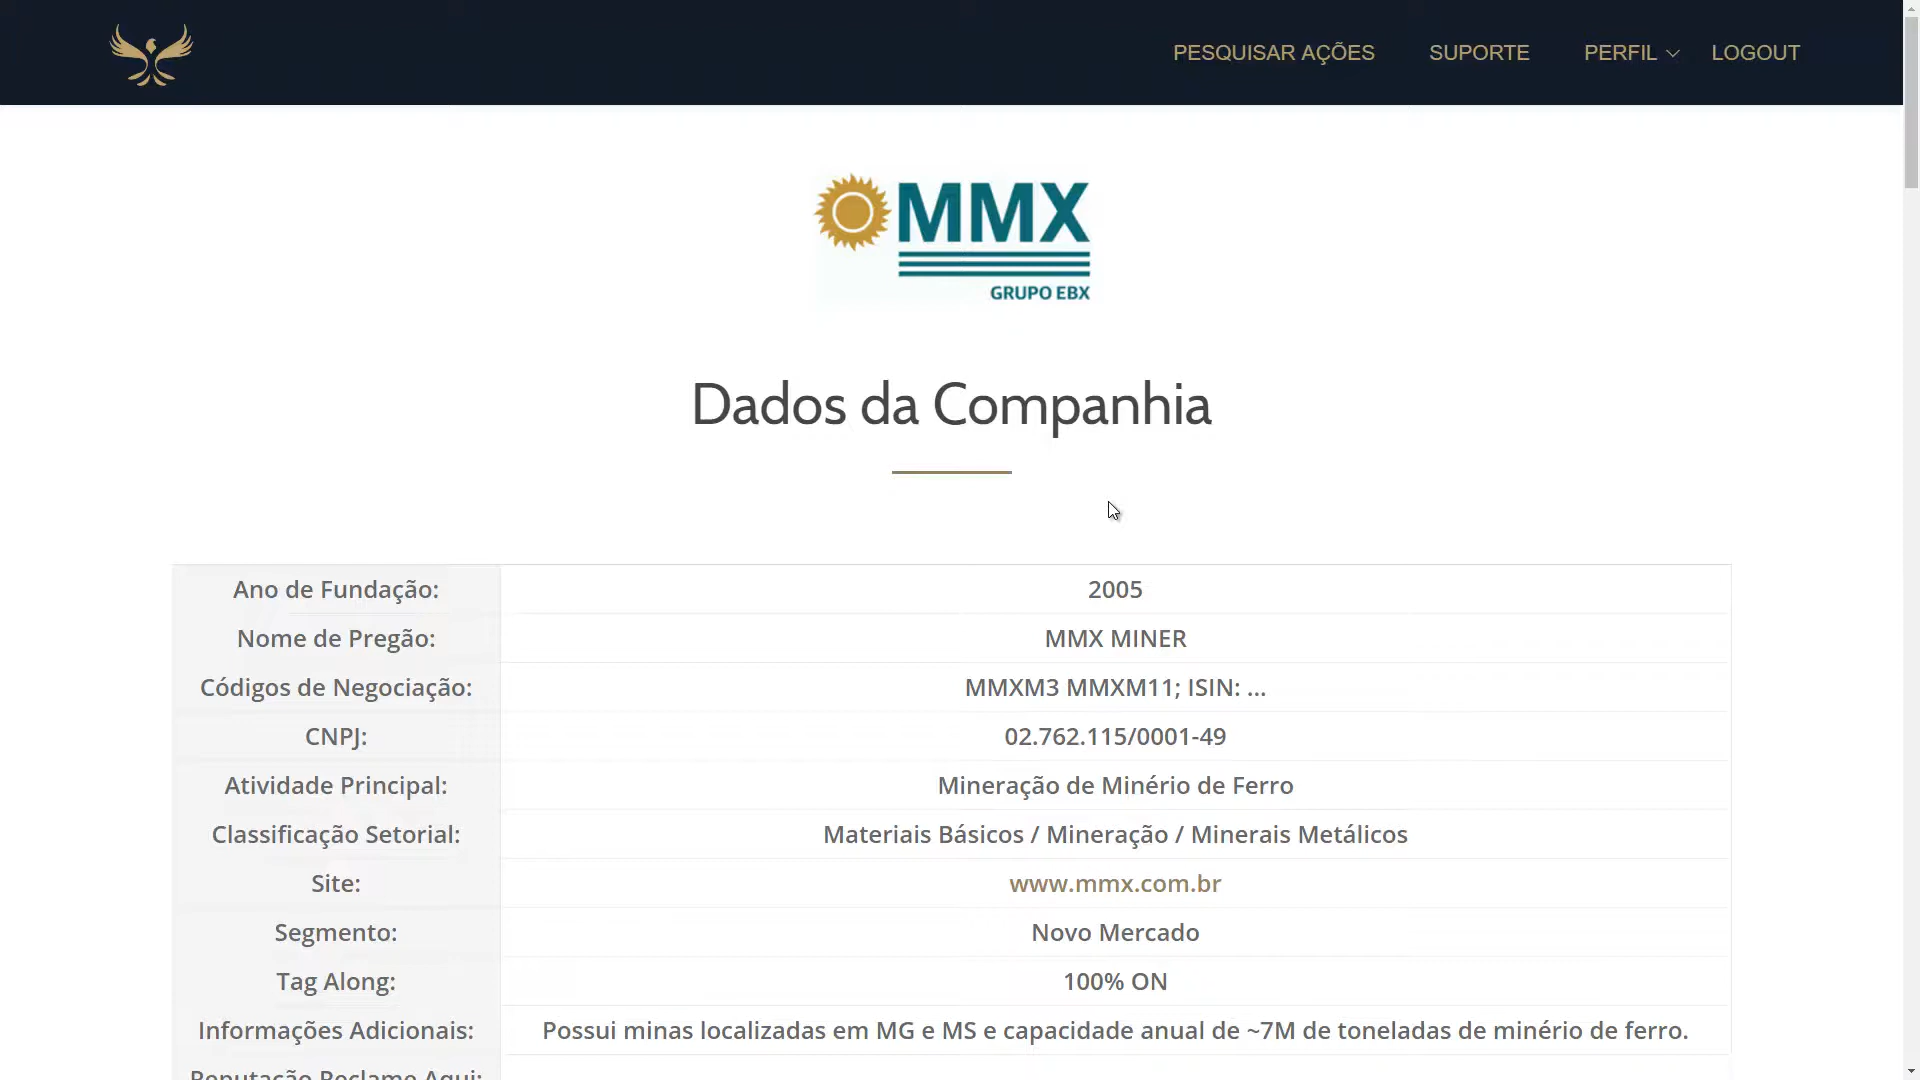 PESQUISAR AÇÕES SUPORTE PERFIL LOGOUT
MMX
GRUPO EBX
Dados da Companhia
Ano de Fundação: 2005
Nome de Pregão: MMX MINER
Códigos de Negociação: MMXM3 MMXM11; ISIN: ...
CNPJ: 02.762.115/0001-49
Atividade Principal: Mineração de Minério de Ferro
Classificação Setorial: Materiais Básicos / Mineração / Minerais Metálicos
Site: www.mmx.com.br
Segmento: Novo Mercado
Tag Along: 100% ON
Informações Adicionais: Possui minas localizadas em MG e MS e capacidade anual de ~7M de toneladas de minério de ferro.
Reputação Reclame Aqui: